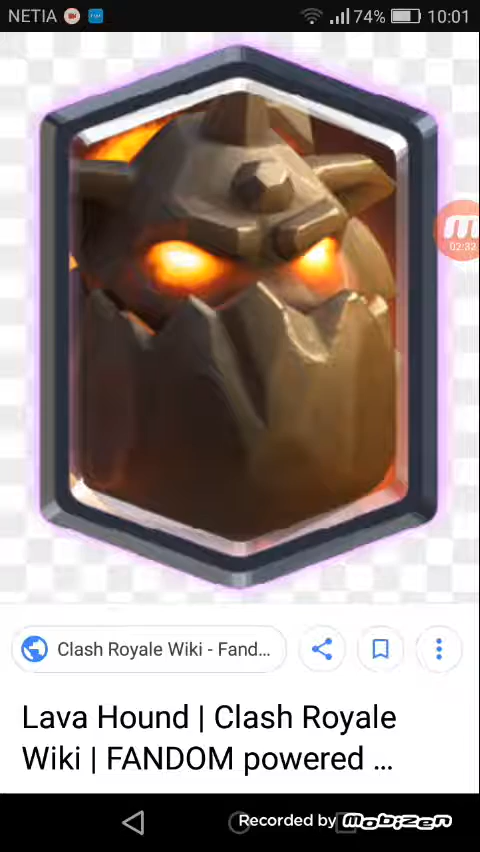 NETIA 74% 10:01
02:32
Clash Royale Wiki - Fand...
Lava Hound | Clash Royale
Wiki | FANDOM powered ...
Recorded by mobizen